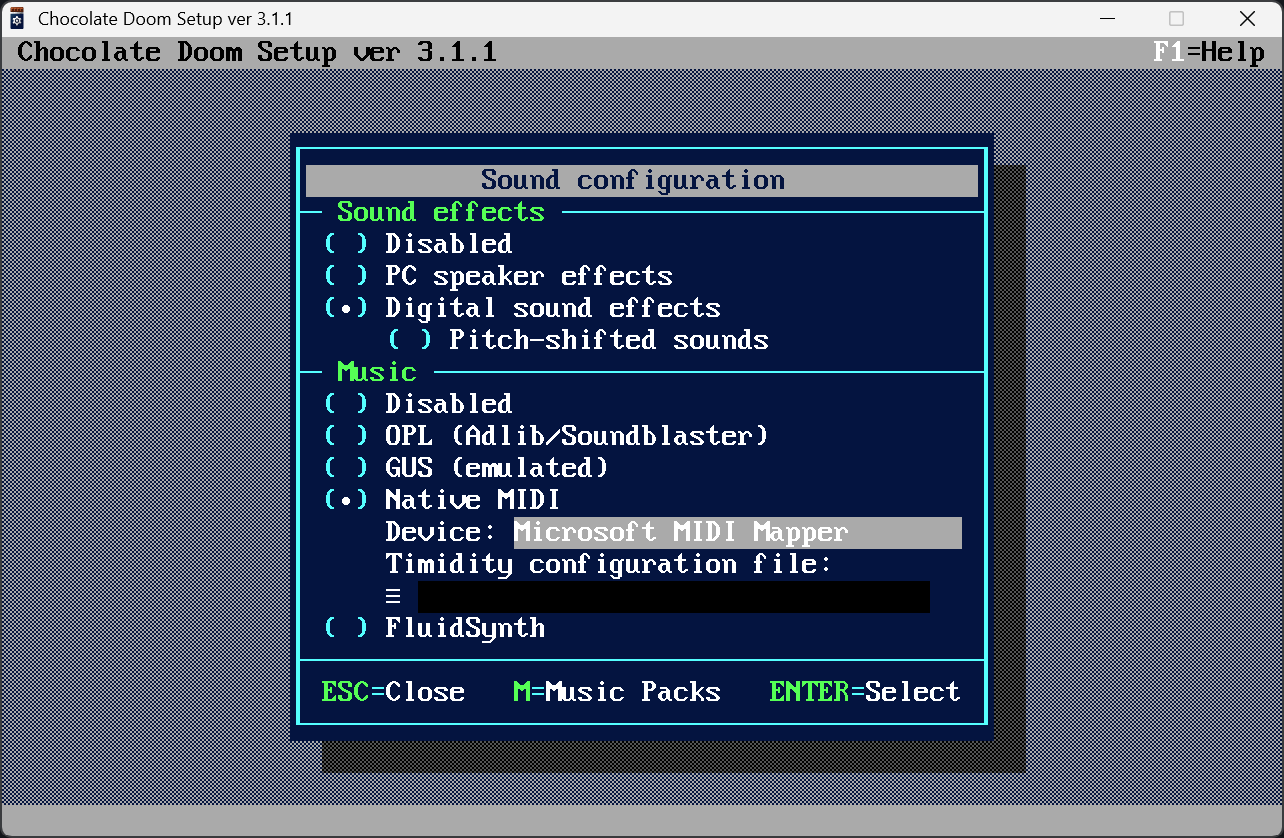 Chocolate Doom Setup ver 3.1.1
Chocolate Doom Setup ver 3.1.1 F1=Help
Sound configuration
Sound effects
( ) Disabled
( ) PC speaker effects
(•) Digital sound effects
( ) Pitch-shifted sounds
Music
( ) Disabled
( ) OPL (Adlib/Soundblaster)
( ) GUS (emulated)
(•) Native MIDI
Device: Microsoft MIDI Mapper
Timidity configuration file:
≡
( ) FluidSynth
ESC=Close M=Music Packs ENTER=Select